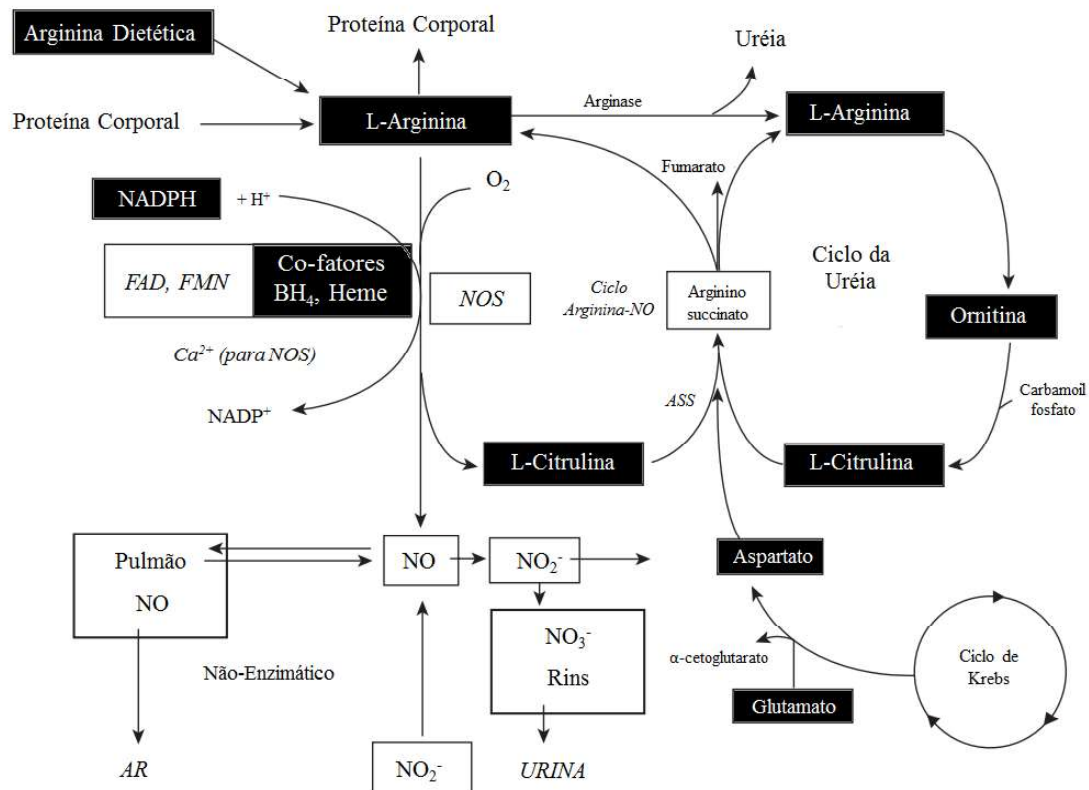 Arginina Dietética
Proteína Corporal
Uréia
Proteína Corporal
L-Arginina
Arginase
L-Arginina
NADPH
+ H⁺
O₂
Fumarato
FAD, FMN
Co-fatores
BH₄, Heme
NOS
Ciclo
Arginina-NO
Arginino
succinato
Ciclo da
Uréia
Ornitina
Ca²⁺ (para NOS)
NADP⁺
ASS
Carbamoil
fosfato
L-Citrulina
L-Citrulina
Pulmão
NO
NO
NO₂⁻
Aspartato
NO₃⁻
Rins
α-cetoglutarato
Glutamato
Ciclo de
Krebs
Não-Enzimático
AR
NO₂⁻
URINA